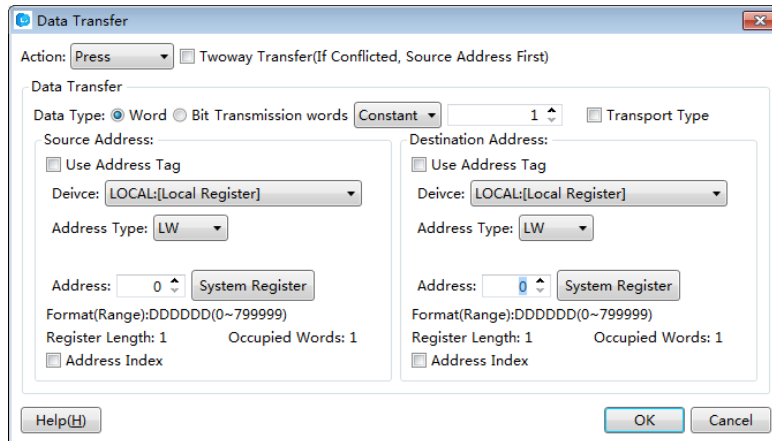 Data Transfer
Action: Press Twoway Transfer(If Conflicted, Source Address First)
Data Transfer
Data Type: Word Bit Transmission words Constant 1 Transport Type
Source Address:
Use Address Tag
Deivce: LOCAL:[Local Register]
Address Type: LW
Address: 0 System Register
Format(Range):DDDDDD(0~799999)
Register Length: 1 Occupied Words: 1
Address Index
Destination Address:
Use Address Tag
Deivce: LOCAL:[Local Register]
Address Type: LW
Address: 0 System Register
Format(Range):DDDDDD(0~799999)
Register Length: 1 Occupied Words: 1
Address Index
Help(H) OK Cancel